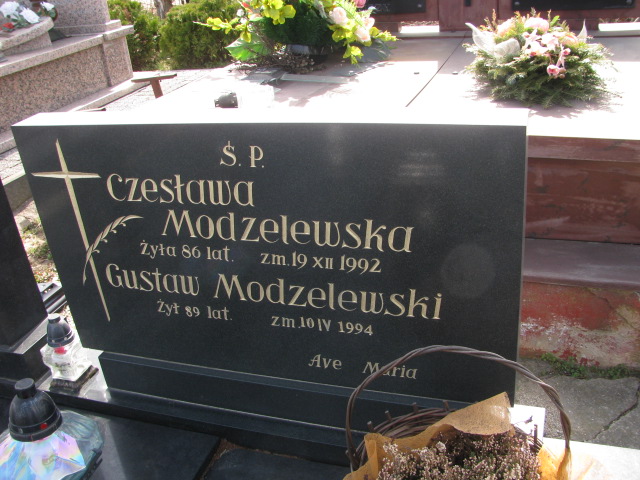 Ś. P.
Czesława
Modzelewska
żyła 86 lat. zm. 19 XII 1992
Gustaw Modzelewski
żył 89 lat. zm. 10 IV 1994
Ave Maria